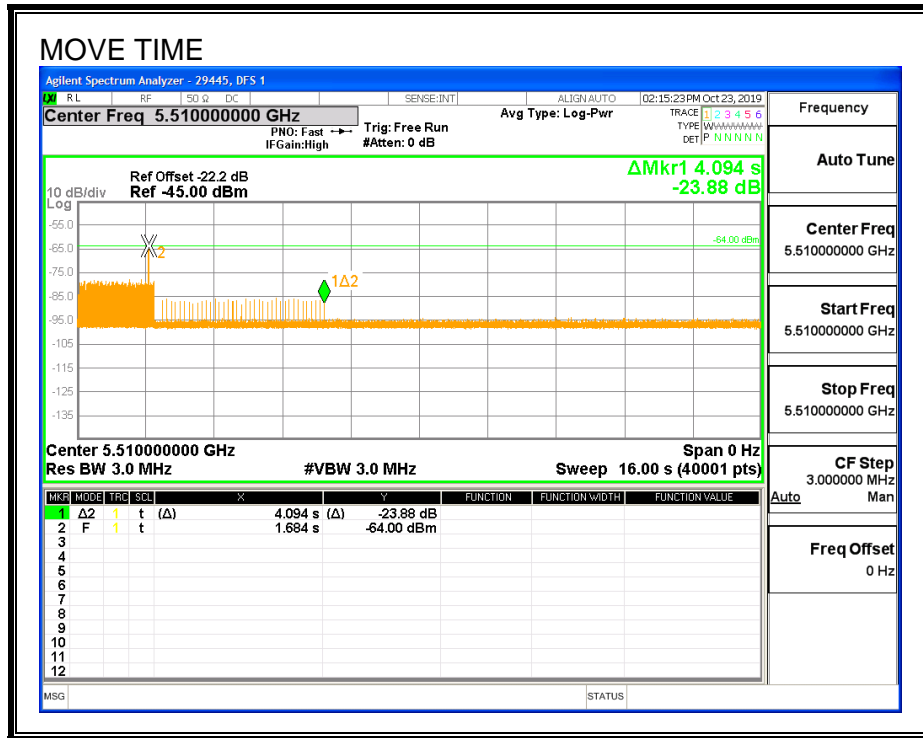 MOVE TIME
Agilent Spectrum Analyzer - 29445, DFS 1
LXI RL RF 50 Ω DC SENSE:INT ALIGN AUTO 02:15:23 PM Oct 23, 2019
Center Freq 5.510000000 GHz Avg Type: Log-Pwr TRACE 1 2 3 4 5 6
PNO: Fast Trig: Free Run TYPE WWWWWW
IFGain:High #Atten: 0 dB DET P N N N N N
Frequency
Auto Tune
ΔMkr1 4.094 s
-23.88 dB
Ref Offset -22.2 dB
10 dB/div Ref -45.00 dBm
Log
-55.0
-65.0
-75.0
-85.0
-95.0
-105
-115
-125
-135
-64.00 dBm
2
1Δ2
Center Freq
5.510000000 GHz
Start Freq
5.510000000 GHz
Stop Freq
5.510000000 GHz
CF Step
3.000000 MHz
Auto Man
Freq Offset
0 Hz
Center 5.510000000 GHz Span 0 Hz
Res BW 3.0 MHz #VBW 3.0 MHz Sweep 16.00 s (40001 pts)
MKR MODE TRC SCL X Y FUNCTION FUNCTION WIDTH FUNCTION VALUE
1 Δ2 1 t (Δ) 4.094 s (Δ) -23.88 dB
2 F 1 t 1.684 s -64.00 dBm
3
4
5
6
7
8
9
10
11
12
MSG STATUS